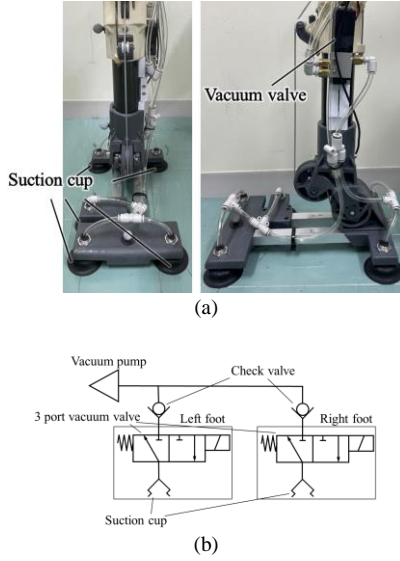 Vacuum valve
Suction cup
(a)
Vacuum pump
Check valve
3 port vacuum valve
Left foot
Right foot
Suction cup
(b)